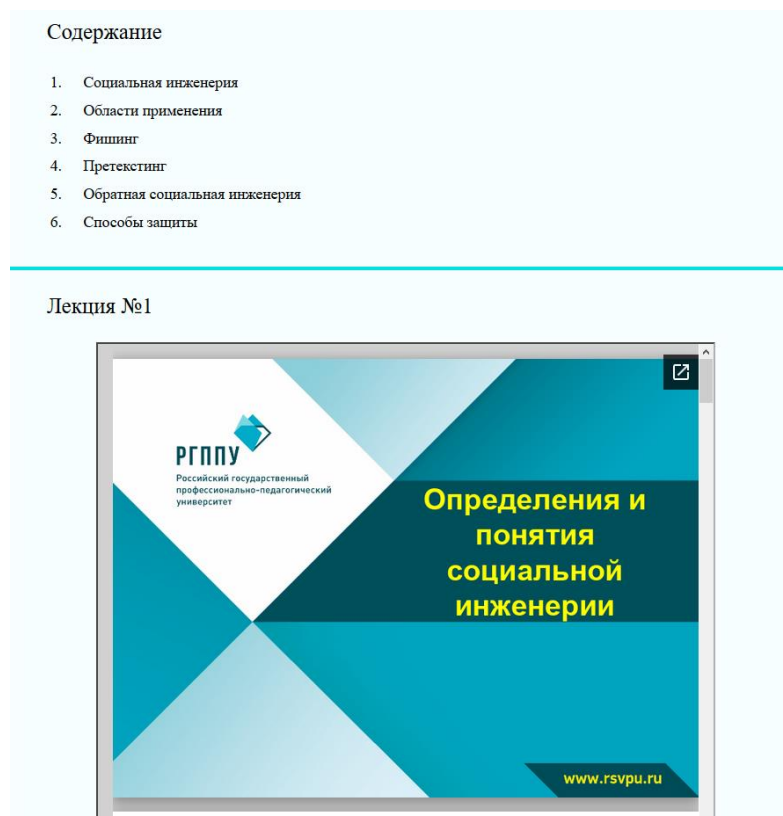 Содержание
1. Социальная инженерия
2. Области применения
3. Фишинг
4. Претекстинг
5. Обратная социальная инженерия
6. Способы защиты
Лекция №1
РГППУ
Российский государственный
профессионально-педагогический
университет
Определения и
понятия
социальной
инженерии
www.rsvpu.ru